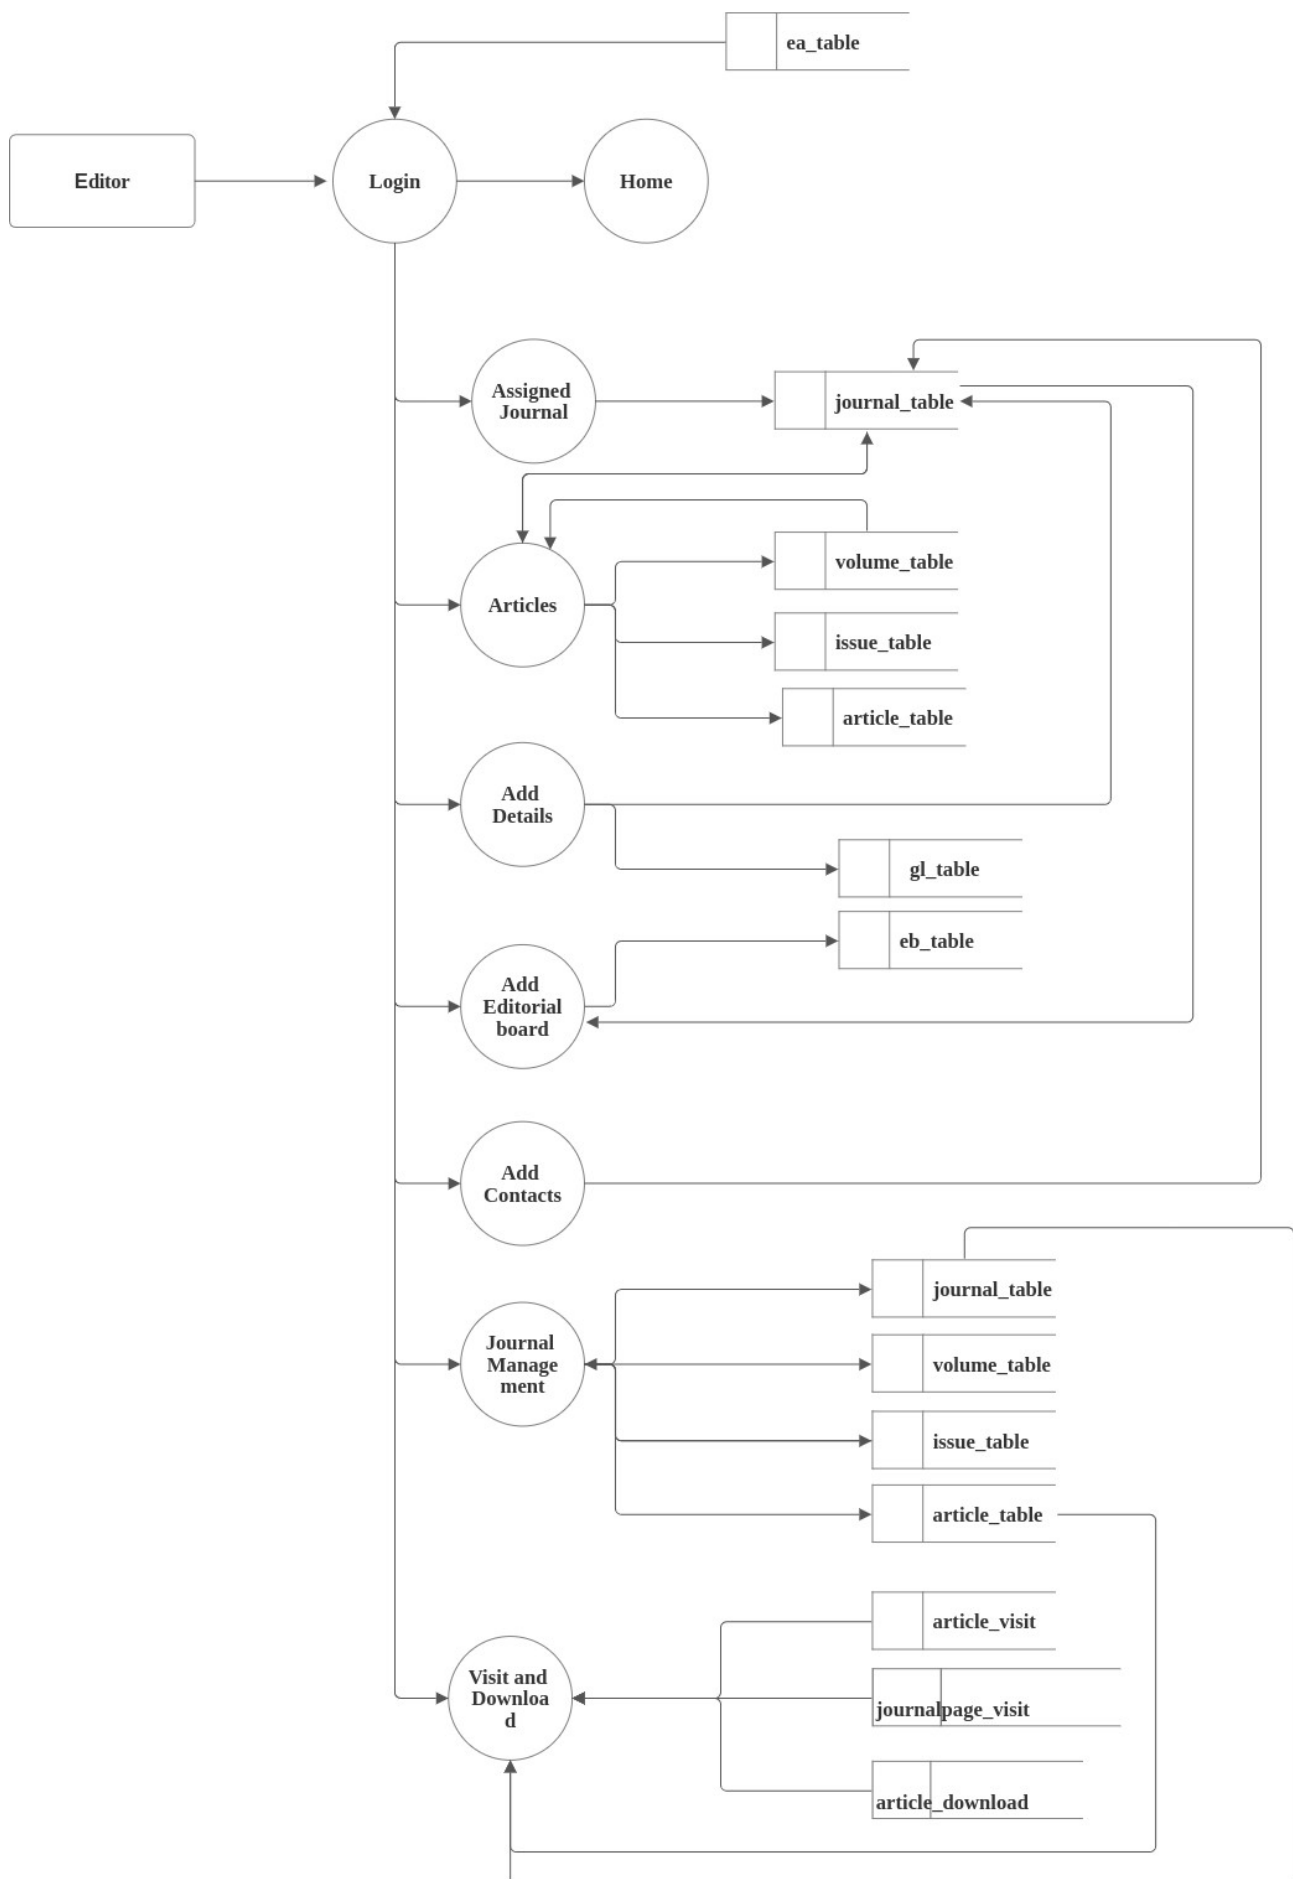 ea_table
Editor
Login
Home
Assigned
Journal
journal_table
Articles
volume_table
issue_table
article_table
Add
Details
gl_table
eb_table
Add
Editorial
board
Add
Contacts
journal_table
Journal
Manage
ment
volume_table
issue_table
article_table
article_visit
Visit and
Downloa
d
journalpage_visit
article_download